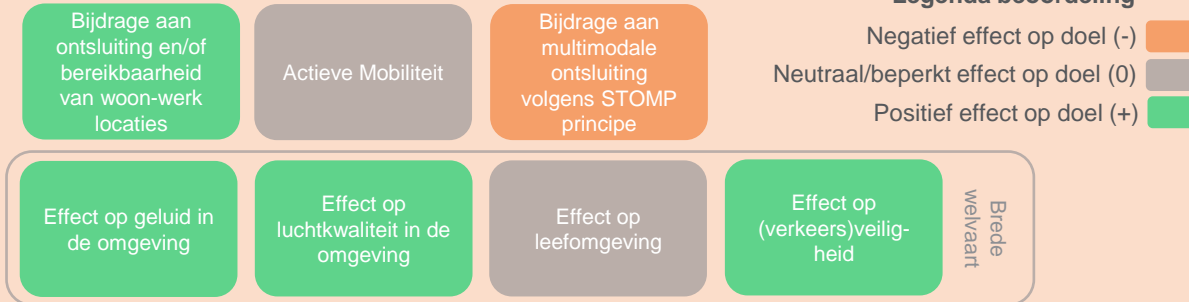 Legenda beoordeling
Negatief effect op doel (-)
Neutraal/beperkt effect op doel (0)
Positief effect op doel (+)
Bijdrage aan
ontsluiting en/of
bereikbaarheid
van woon-werk
locaties
Actieve Mobiliteit
Bijdrage aan
multimodale
ontsluiting
volgens STOMP
principe
Effect op geluid in
de omgeving
Effect op
luchtkwaliteit in de
omgeving
Effect op
leefomgeving
Effect op
(verkeers)veilig-
heid
Brede
welvaart